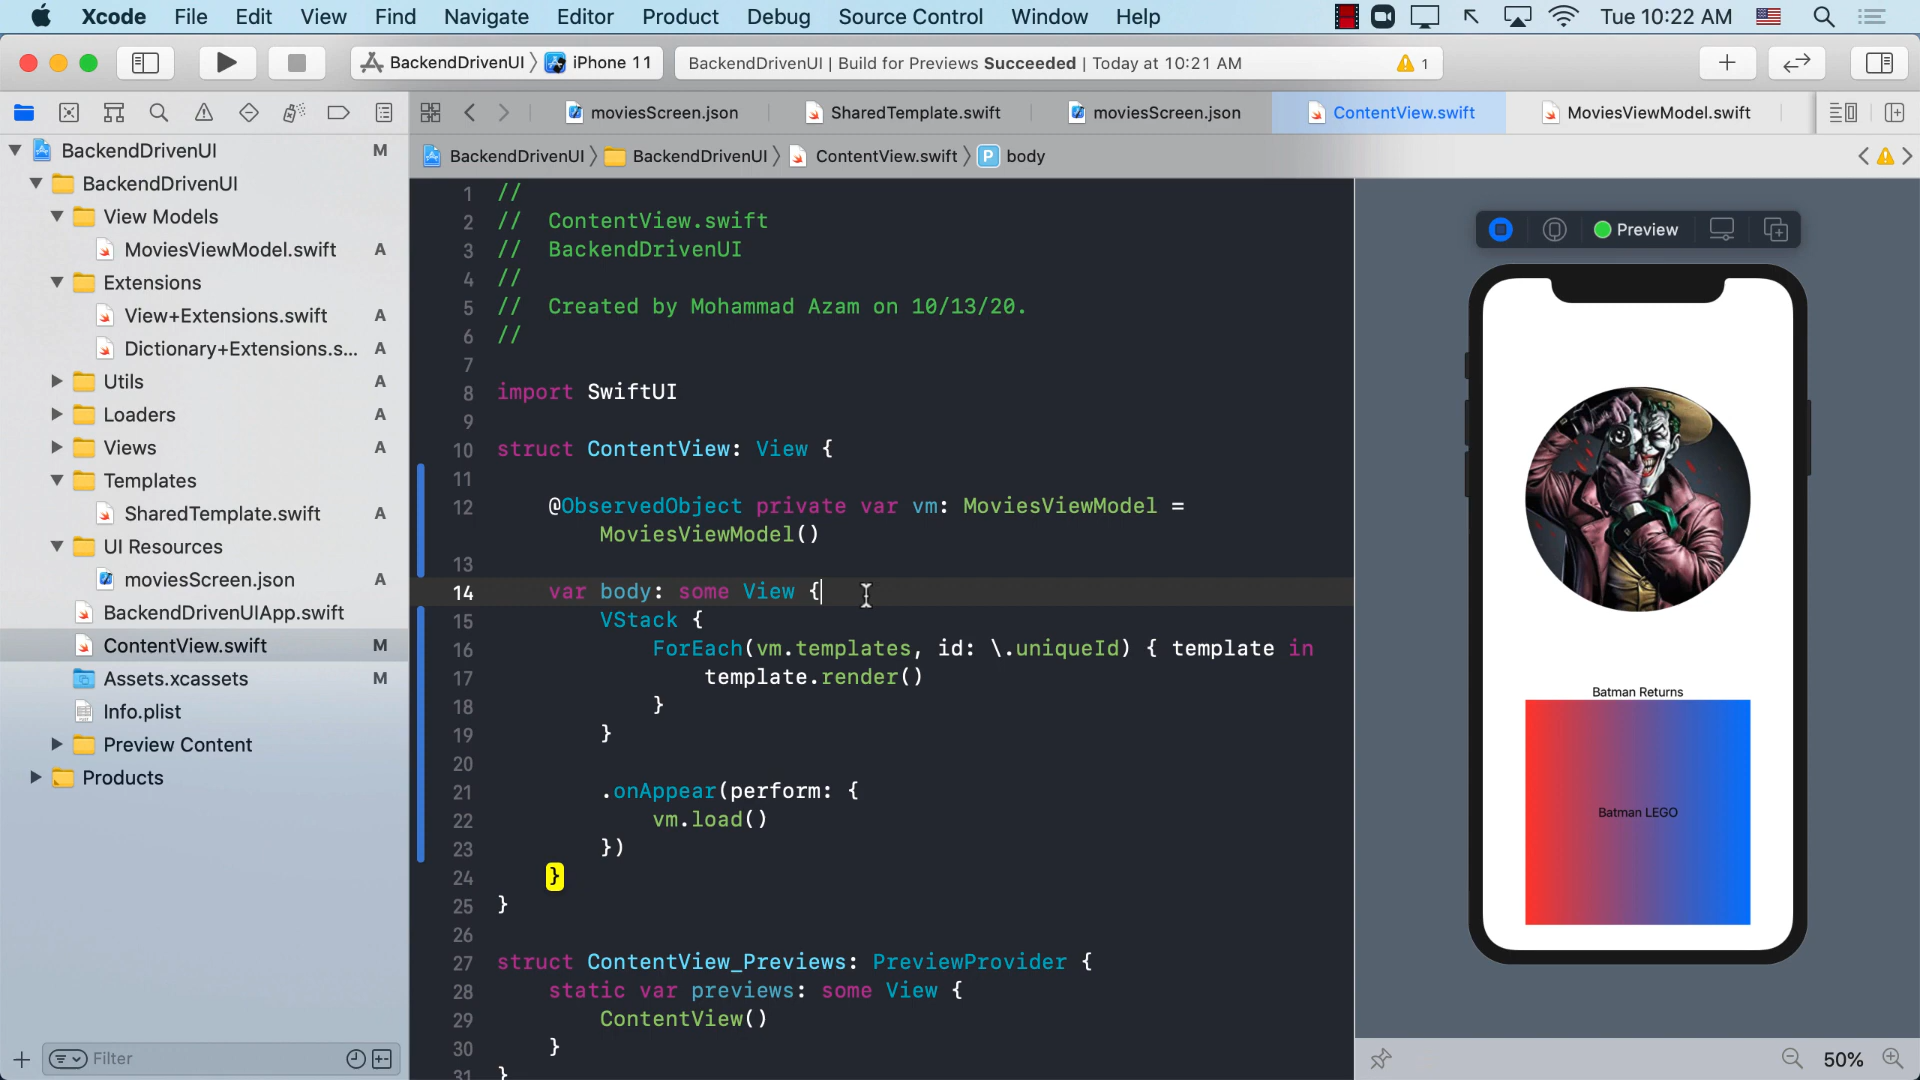 Xcode File Edit View Find Navigate Editor Product Debug Source Control Window Help Tue 10:22 AM
BackendDrivenUI 〉 iPhone 11 BackendDrivenUI | Build for Previews Succeeded | Today at 10:21 AM 1
moviesScreen.json SharedTemplate.swift moviesScreen.json ContentView.swift MoviesViewModel.swift
BackendDrivenUI 〉 BackendDrivenUI 〉 ContentView.swift 〉 P body
BackendDrivenUI M
BackendDrivenUI
View Models
MoviesViewModel.swift A
Extensions
View+Extensions.swift A
Dictionary+Extensions.s... A
Utils A
Loaders A
Views A
Templates
SharedTemplate.swift A
UI Resources
moviesScreen.json A
BackendDrivenUIApp.swift
ContentView.swift M
Assets.xcassets M
Info.plist
Preview Content
Products
Filter
1 //
2 //  ContentView.swift
3 //  BackendDrivenUI
4 //
5 //  Created by Mohammad Azam on 10/13/20.
6 //
7
8 import SwiftUI
9
10 struct ContentView: View {
11
12     @ObservedObject private var vm: MoviesViewModel =
        MoviesViewModel()
13
14     var body: some View {
15         VStack {
16             ForEach(vm.templates, id: \.uniqueId) { template in
17                 template.render()
18             }
19         }
20
21         .onAppear(perform: {
22             vm.load()
23         })
24     }
25 }
26
27 struct ContentView_Previews: PreviewProvider {
28     static var previews: some View {
29         ContentView()
30     }
31 }
Preview
Batman Returns
Batman LEGO
50%